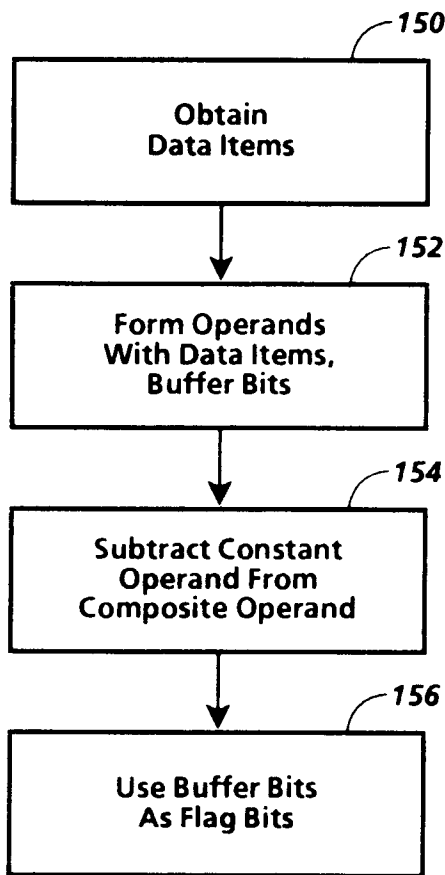 150
Obtain
Data Items
152
Form Operands
With Data Items,
Buffer Bits
154
Subtract Constant
Operand From
Composite Operand
156
Use Buffer Bits
As Flag Bits